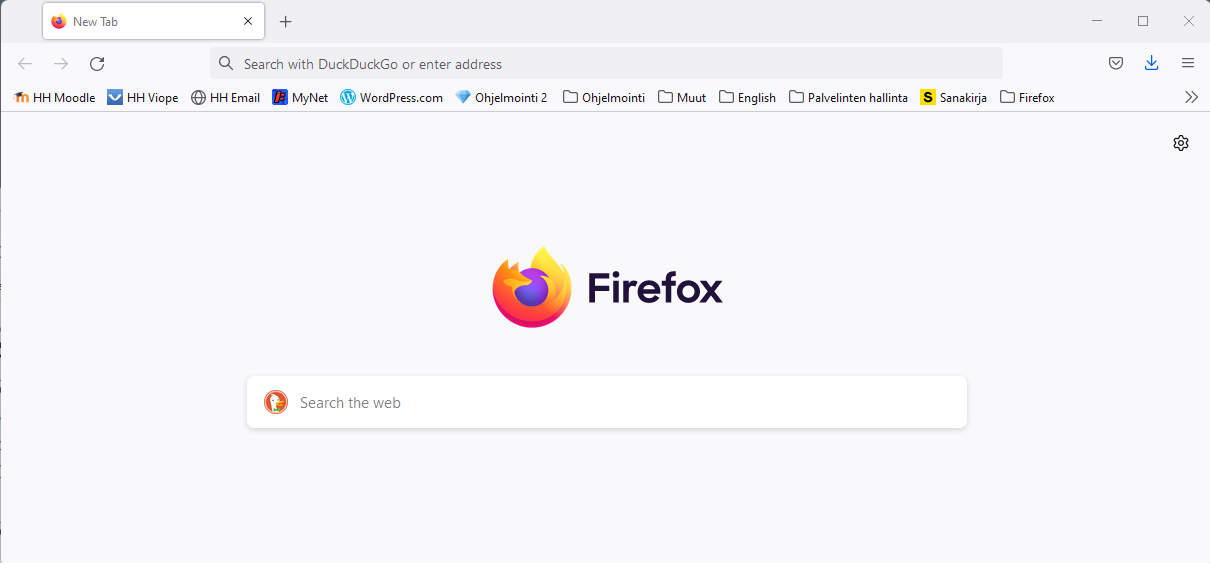 New Tab
Search with DuckDuckGo or enter address
HH Moodle HH Viope HH Email MyNet WordPress.com Ohjelmointi 2 Ohjelmointi Muut English Palvelinten hallinta S Sanakirja Firefox
Firefox
Search the web